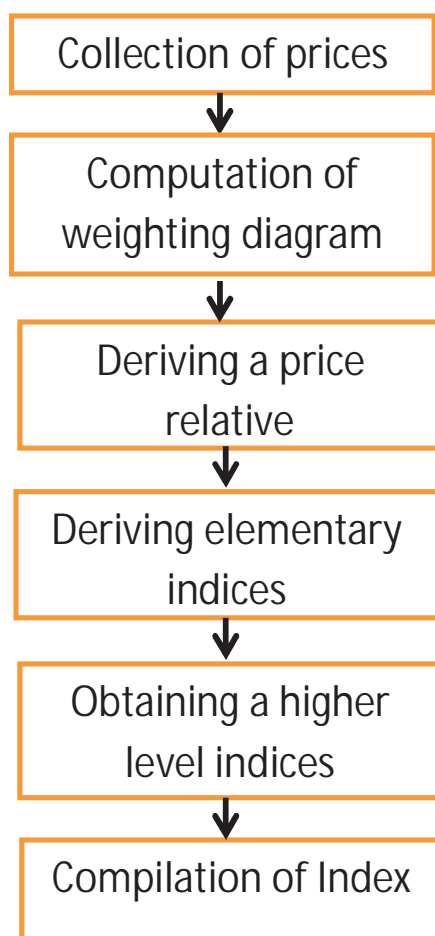 Collection of prices
Computation of
weighting diagram
Deriving a price
relative
Deriving elementary
indices
Obtaining a higher
level indices
Compilation of Index